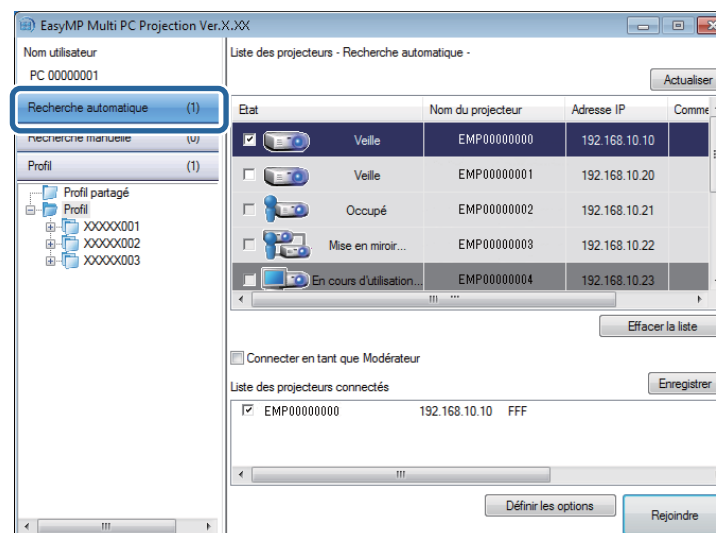 EasyMP Multi PC Projection Ver.X.XX
Nom utilisateur
PC 00000001
Recherche automatique (1)
Recherche manuelle (0)
Profil (1)
Profil partagé
Profil
XXXXX001
XXXXX002
XXXXX003
Liste des projecteurs - Recherche automatique -
Actualiser
Etat Nom du projecteur Adresse IP Comme
Veille EMP00000000 192.168.10.10
Veille EMP00000001 192.168.10.20
Occupé EMP00000002 192.168.10.21
Mise en miroir... EMP00000003 192.168.10.22
En cours d'utilisation... EMP00000004 192.168.10.23
Effacer la liste
Connecter en tant que Modérateur
Liste des projecteurs connectés
Enregistrer
EMP00000000 192.168.10.10 FFF
Définir les options
Rejoindre